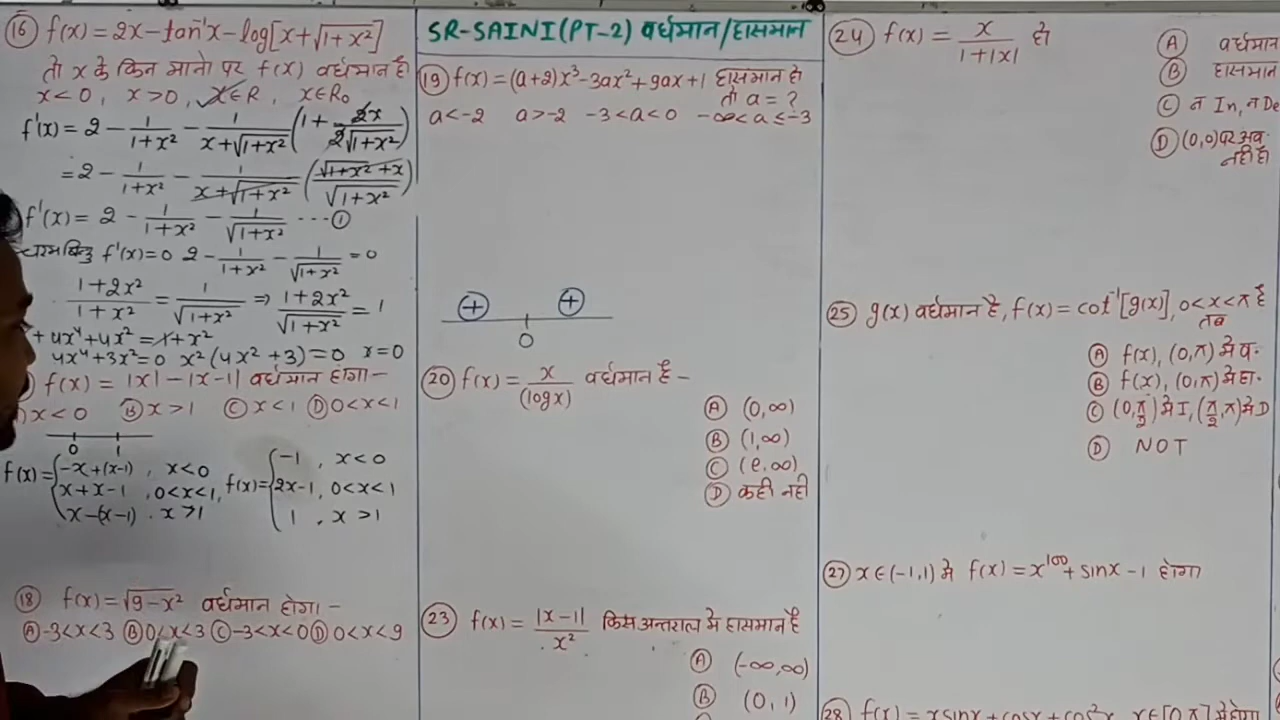 (16) f(x) = 2x - tan⁻¹x - log[x + √1+x²]
तो x के किन मानो पर f(x) वर्धमान है
x<0, x>0, x∈R, x∈R₀
f'(x) = 2 - 1/(1+x²) - 1/(x+√1+x²) (1 + 2x/(2√1+x²))
= 2 - 1/(1+x²) - 1/(x+√1+x²) ((√1+x² + x)/√1+x²)
f'(x) = 2 - 1/(1+x²) - 1/√1+x² ---- ①
f'(x)=0 2 - 1/(1+x²) - 1/√1+x² = 0
(1+2x²)/(1+x²) = 1/√1+x² ⇒ (1+2x²)/√1+x² = 1
+ 4x⁴+4x² = 1+x²
4x⁴+3x²=0 x²(4x²+3)=0 x=0
f(x) = |x| - |x-1| वर्धमान होगा -
x<0 (B) x>1 (C) x<1 (D) 0<x<1
0 1
f(x) = { -x+(x-1) , x<0 f(x) = { -1 , x<0
x+x-1 , 0<x<1, 2x-1, 0<x<1
x-(x-1) . x>1 1 , x>1
(18) f(x) = √9-x² वर्धमान होगा -
(A) -3<x<3 (B) 0<x<3 (C) -3<x<0 (D) 0<x<9
SR-SAINI (PT-2) वर्धमान/हासमान
(19) f(x) = (a+2)x³-3ax²+9ax+1 हासमान हो
तो a = ?
a<-2 a>-2 -3<a<0 -∞<a≤-3
+ +
0
(20) f(x) = x/(logx) वर्धमान है -
(A) (0,∞)
(B) (1,∞)
(C) (e,∞)
(D) कही नही
(23) f(x) = |x-1|/x² किस अन्तराल मे हासमान है
(A) (-∞,∞)
(B) (0,1)
(24) f(x) = x/(1+|x|) हो
(A) वर्धमान
(B) हासमान
(C) न In, न De
(D) (0,0) पर अव.
नही है
(25) g(x) वर्धमान है, f(x) = cot⁻¹[g(x)], 0<x<π है
तब
(A) f(x), (0,π) मे व.
(B) f(x), (0,π) मे हा.
(C) (0,π/2) मे I, (π/2,π) मे D
(D) NOT
(27) x∈(-1,1) मे f(x) = x¹⁰⁰+sinx-1 होगा
(28) f(x) = xsinx+cosx+cos²x, x∈[0,π] मे होगा